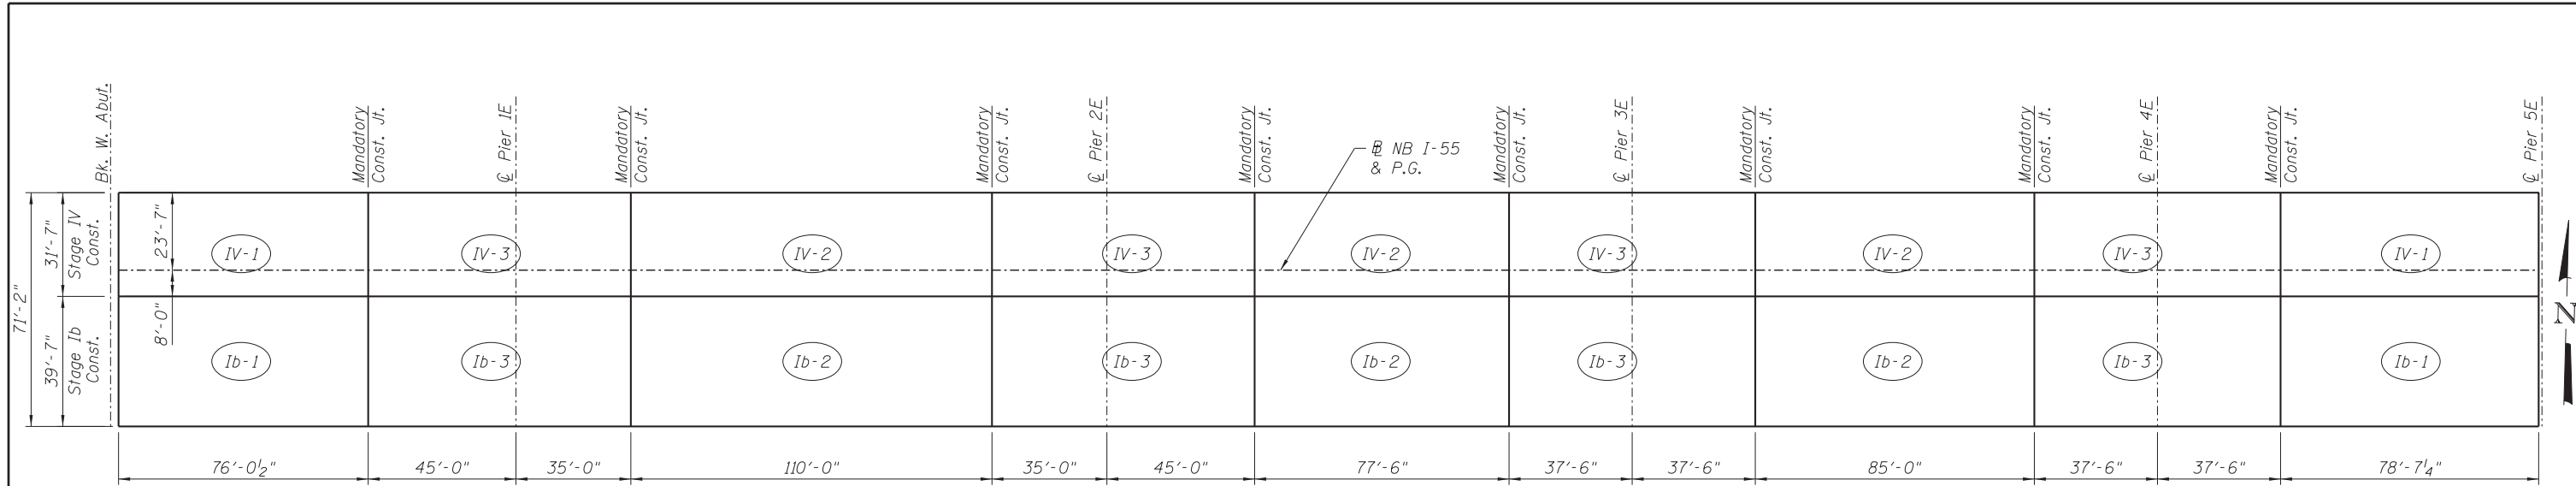 Bk. W. Abut.
Mandatory
Const. Jt.
℄ Pier 1E
Mandatory
Const. Jt.
Mandatory
Const. Jt.
℄ Pier 2E
Mandatory
Const. Jt.
Mandatory
Const. Jt.
℄ Pier 3E
Mandatory
Const. Jt.
Mandatory
Const. Jt.
℄ Pier 4E
Mandatory
Const. Jt.
℄ Pier 5E
BL NB I-55
& P.G.
71'-2"
31'-7"
Stage IV
Const.
23'-7"
8'-0"
39'-7"
Stage Ib
Const.
IV-1
IV-3
IV-2
IV-3
IV-2
IV-3
IV-2
IV-3
IV-1
Ib-1
Ib-3
Ib-2
Ib-3
Ib-2
Ib-3
Ib-2
Ib-3
Ib-1
N
76'-0½"
45'-0"
35'-0"
110'-0"
35'-0"
45'-0"
77'-6"
37'-6"
37'-6"
85'-0"
37'-6"
37'-6"
78'-7¼"